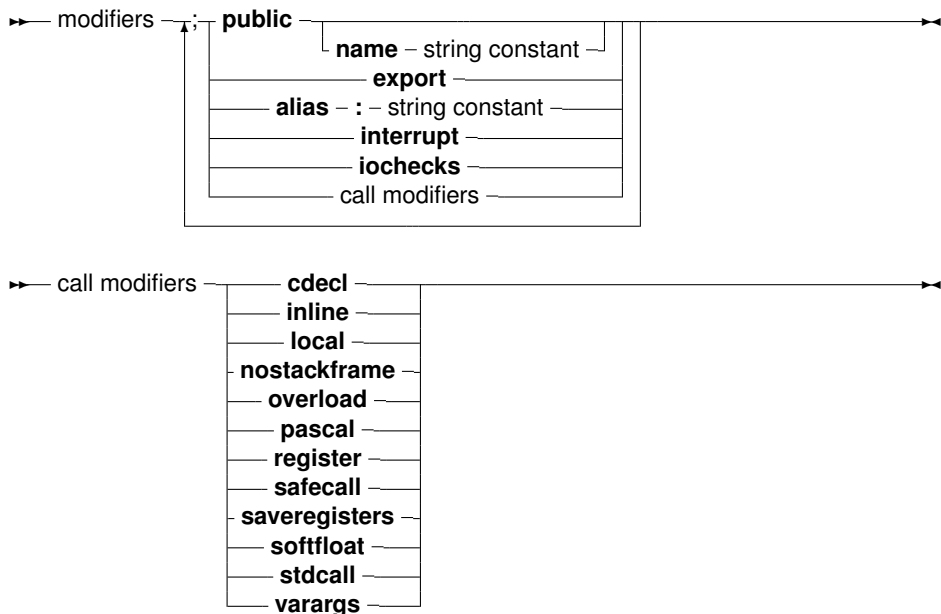 modifiers ; public
name string constant
export
alias : string constant
interrupt
iochecks
call modifiers
call modifiers cdecl
inline
local
nostackframe
overload
pascal
register
safecall
saveregisters
softfloat
stdcall
varargs